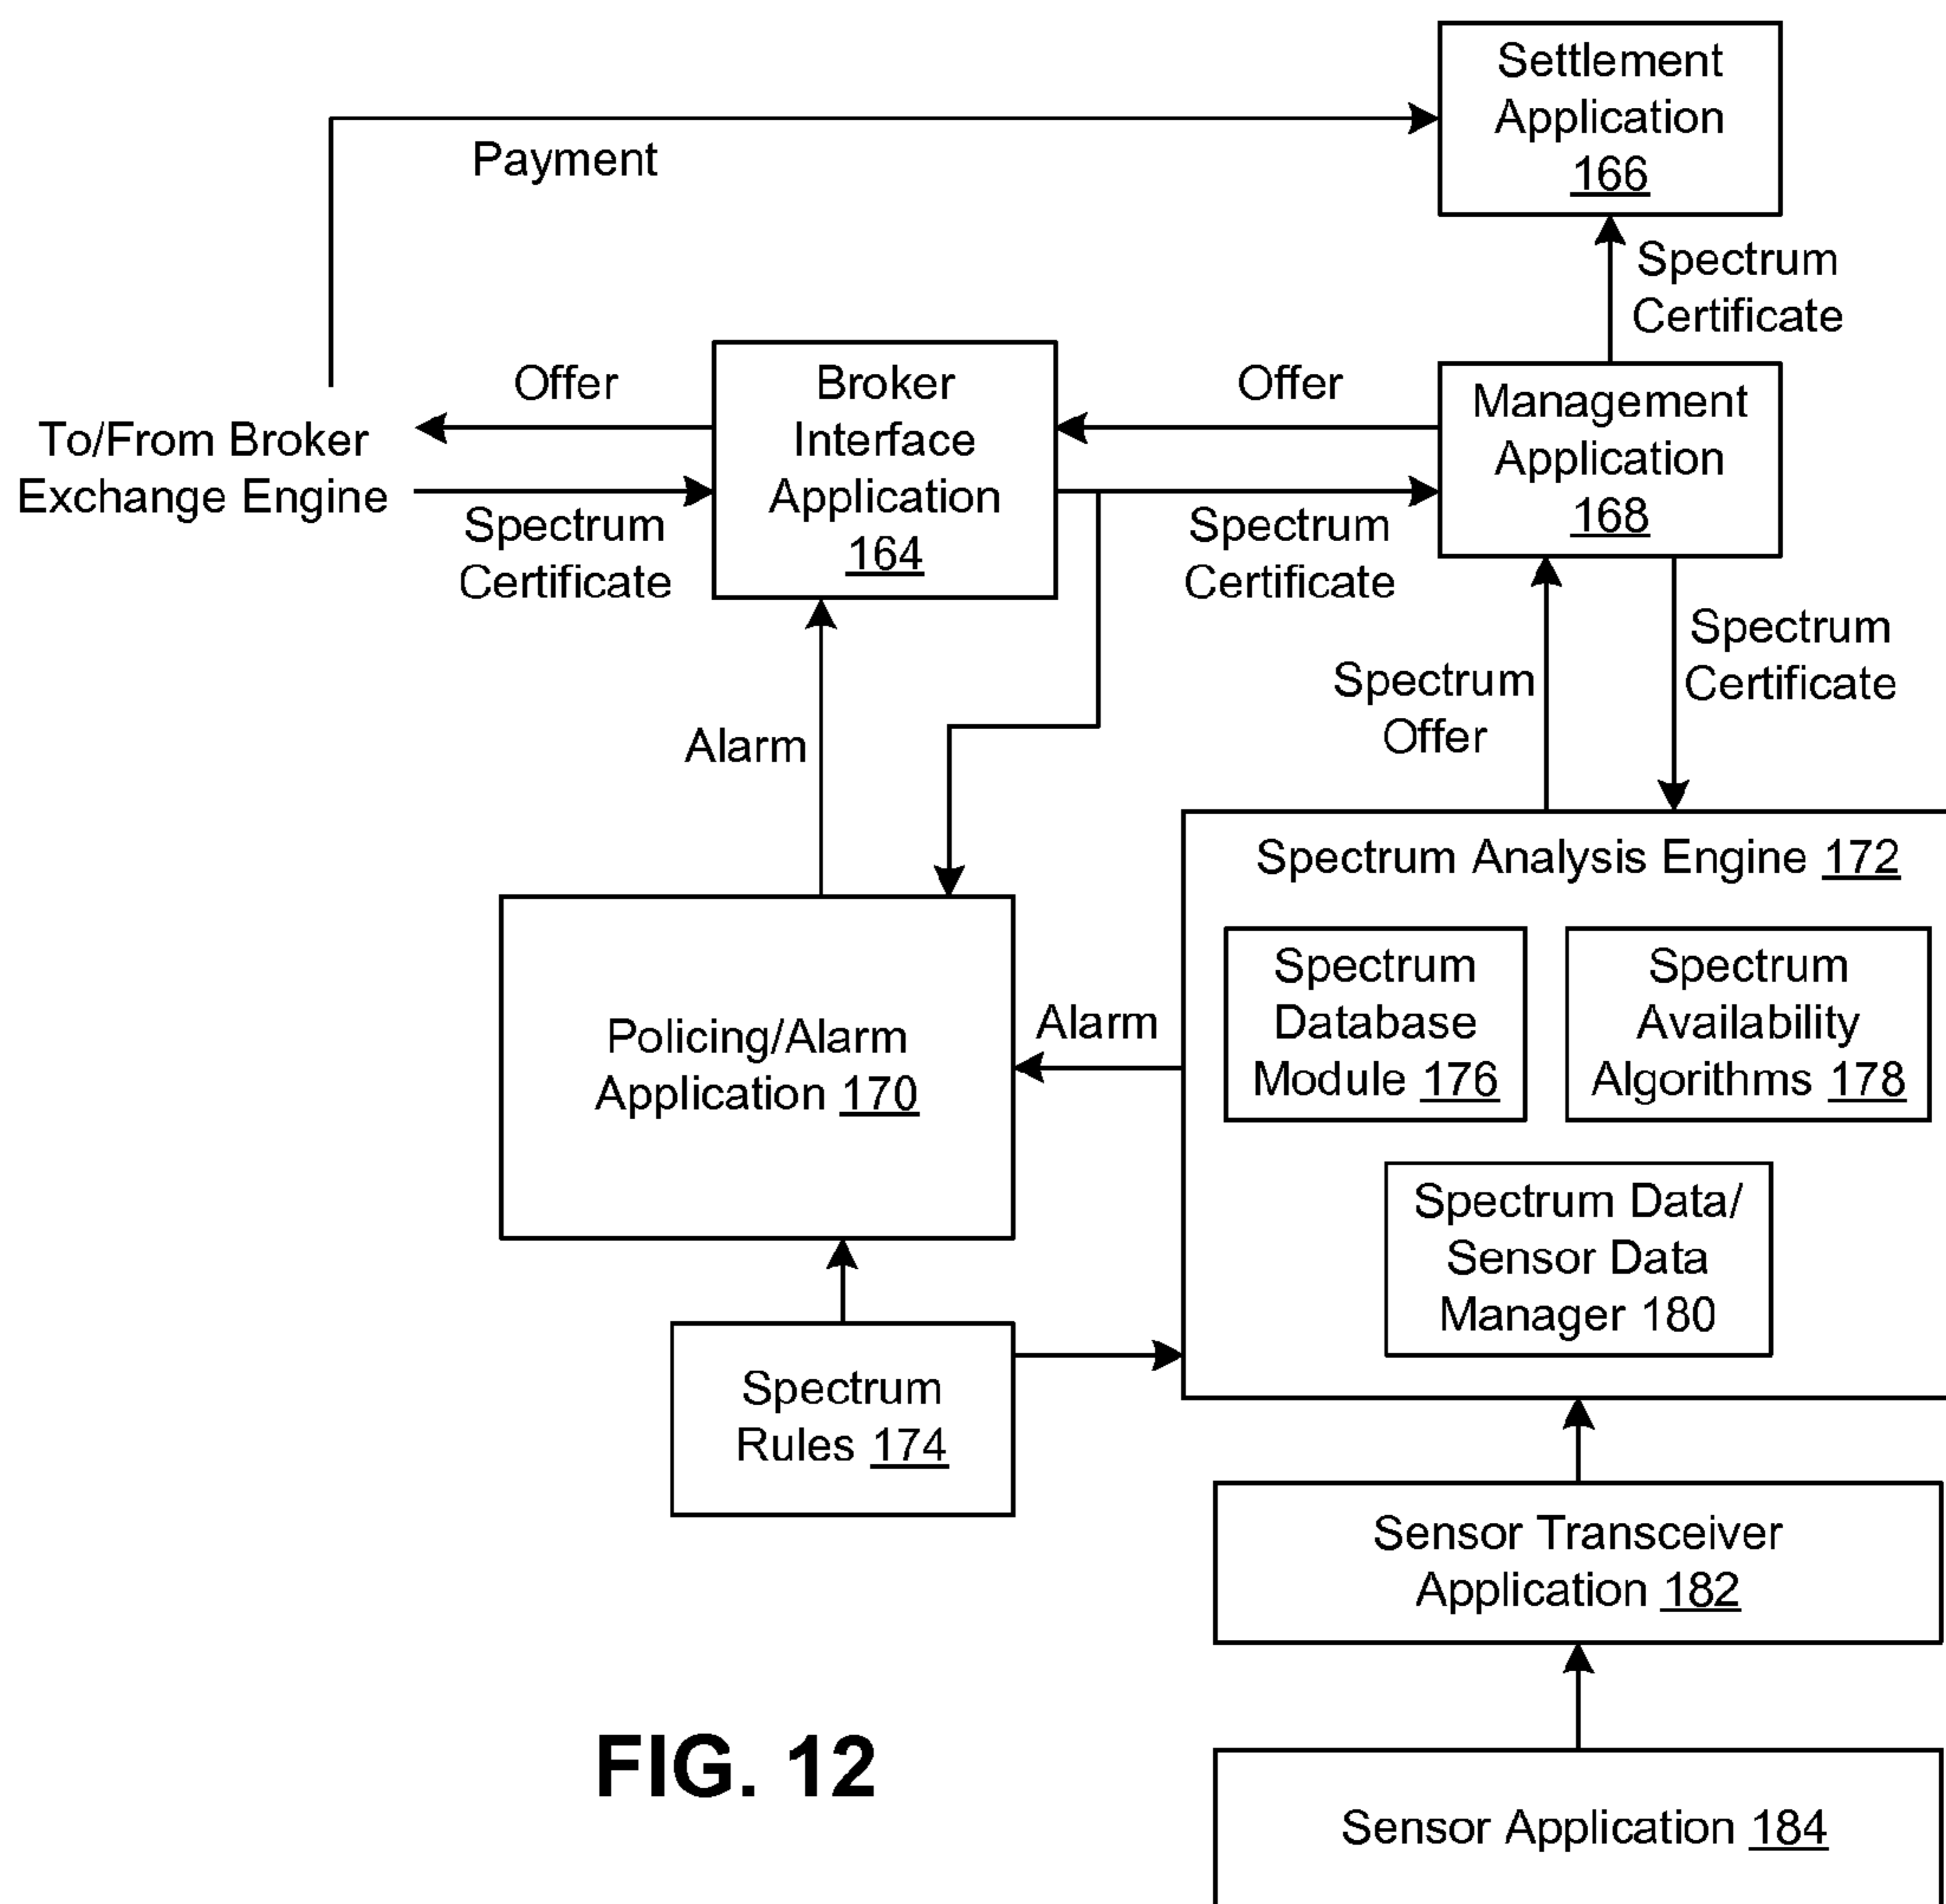 Settlement
Application
166
Payment
Spectrum
Certificate
Offer
Broker
Interface
Application
164
Offer
Management
Application
168
To/From Broker
Exchange Engine
Spectrum
Certificate
Spectrum
Certificate
Spectrum
Certificate
Spectrum
Offer
Alarm
Spectrum Analysis Engine 172
Spectrum
Database
Module 176
Spectrum
Availability
Algorithms 178
Alarm
Policing/Alarm
Application 170
Spectrum Data/
Sensor Data
Manager 180
Spectrum
Rules 174
Sensor Transceiver
Application 182
FIG. 12
Sensor Application 184